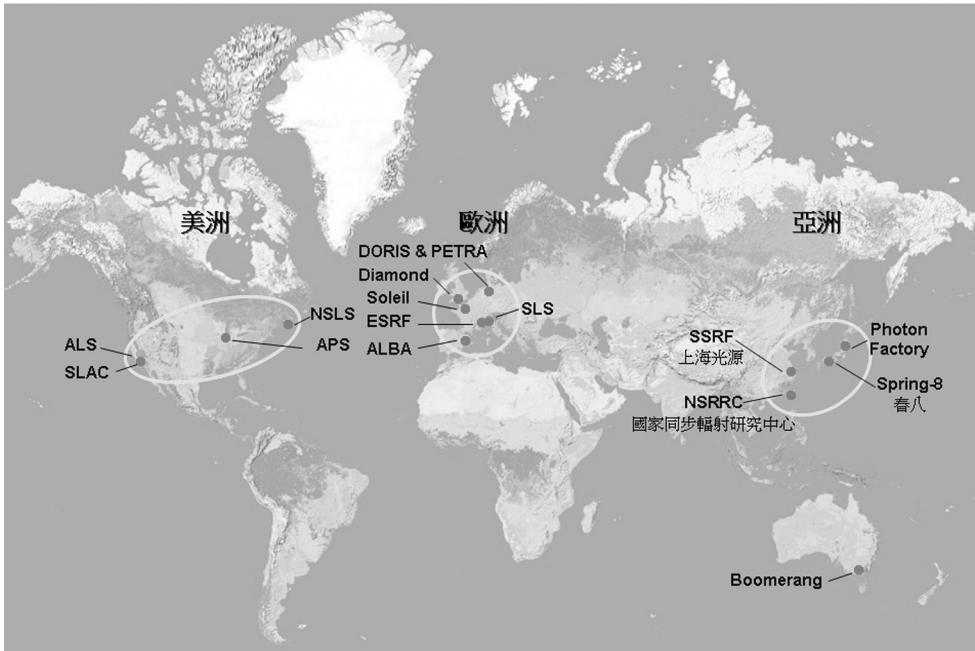 美洲
歐洲
亞洲
DORIS & PETRA
Diamond
Soleil
ESRF
ALBA
SLS
NSLS
APS
ALS
SLAC
SSRF
上海光源
NSRRC
國家同步輻射研究中心
Photon
Factory
Spring-8
春八
Boomerang